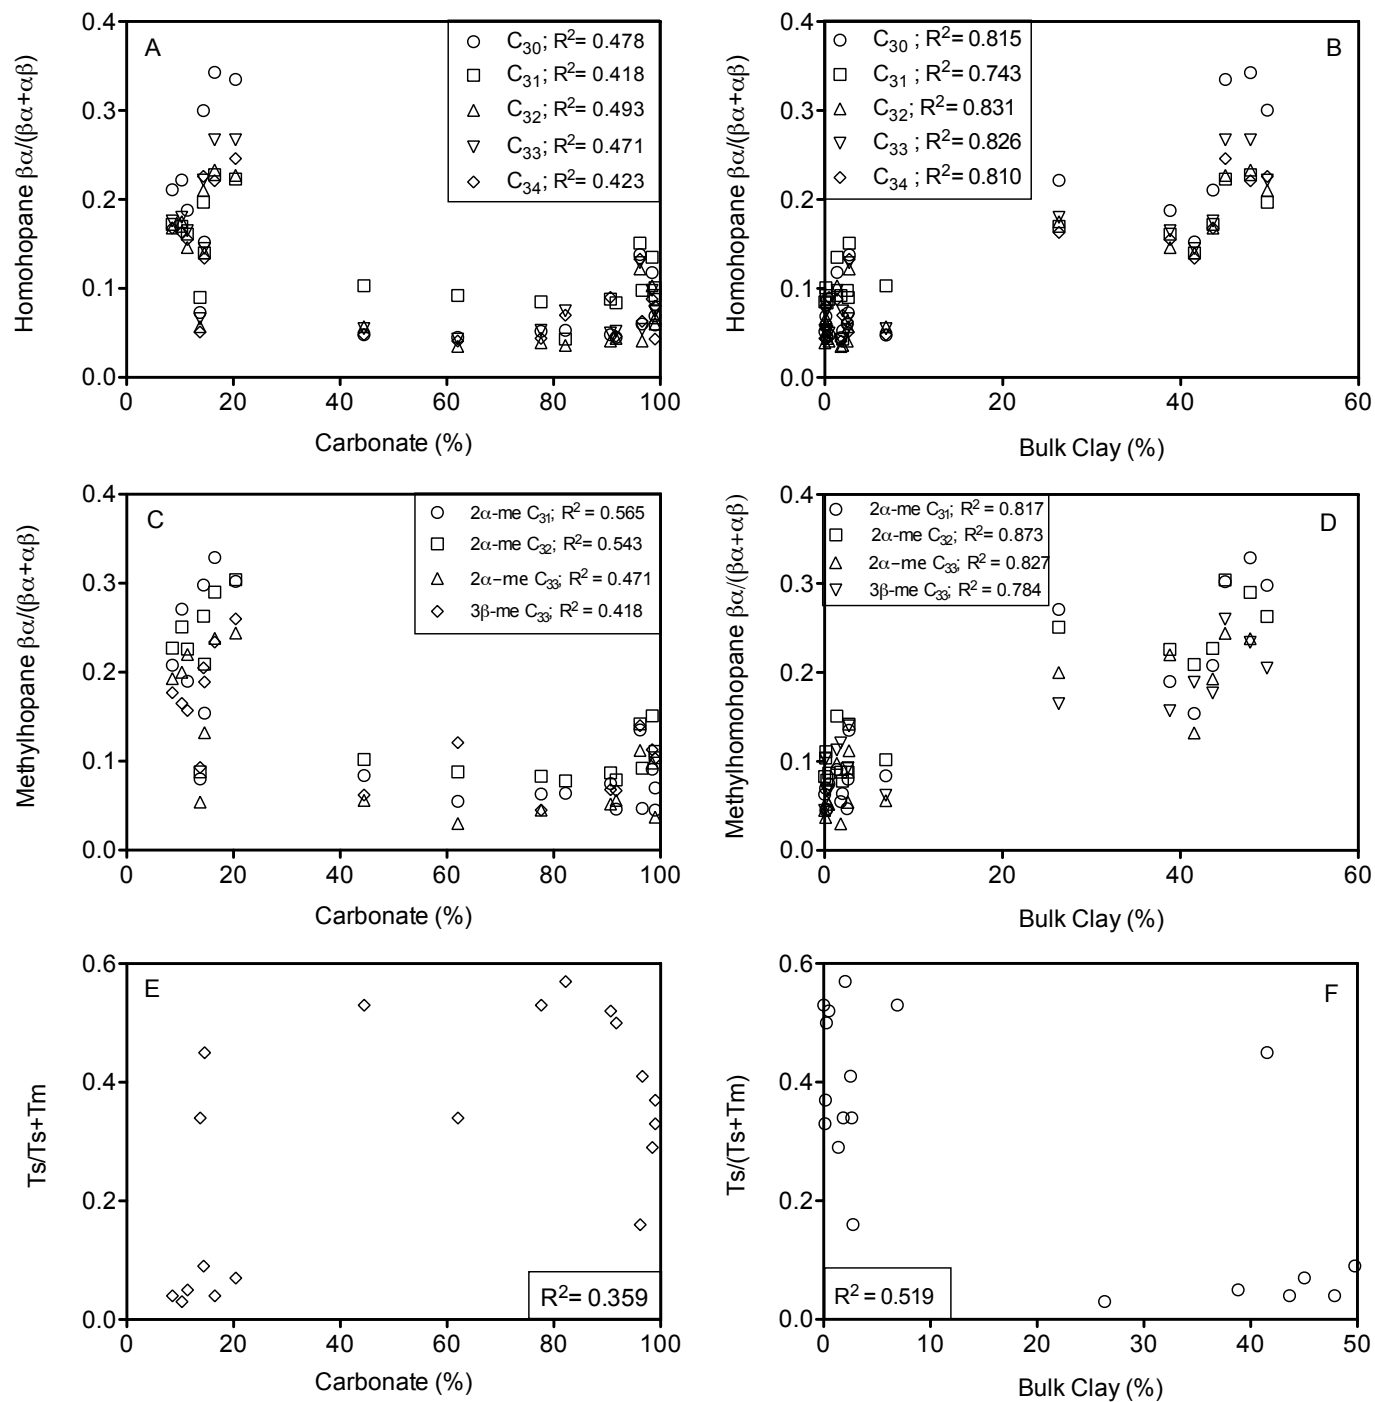 A
C30; R2= 0.478
C31; R2= 0.418
C32; R2= 0.493
C33; R2= 0.471
C34; R2= 0.423
Homohopane βα/(βα+αβ)
0.4
0.3
0.2
0.1
0.0
0 20 40 60 80 100
Carbonate (%)
B
C30 ; R2= 0.815
C31 ; R2= 0.743
C32; R2= 0.831
C33 ; R2= 0.826
C34 ; R2= 0.810
Homohopane βα/(βα+αβ)
0.4
0.3
0.2
0.1
0.0
0 20 40 60
Bulk Clay (%)
C
2α-me C31; R2 = 0.565
2α-me C32; R2= 0.543
2α−me C33; R2 = 0.471
3β-me C33; R2 = 0.418
Methylhopane βα/(βα+αβ)
0.4
0.3
0.2
0.1
0.0
0 20 40 60 80 100
Carbonate (%)
D
2α-me C31; R2 = 0.817
2α-me C32; R2= 0.873
2α-me C33; R2 = 0.827
3β-me C33; R2 = 0.784
Methylhomohopane βα/(βα+αβ)
0.4
0.3
0.2
0.1
0.0
0 20 40 60
Bulk Clay (%)
E
Ts/Ts+Tm
0.6
0.4
0.2
0.0
R2= 0.359
0 20 40 60 80 100
Carbonate (%)
F
Ts/(Ts+Tm)
0.6
0.4
0.2
0.0
R2 = 0.519
0 10 20 30 40 50
Bulk Clay (%)